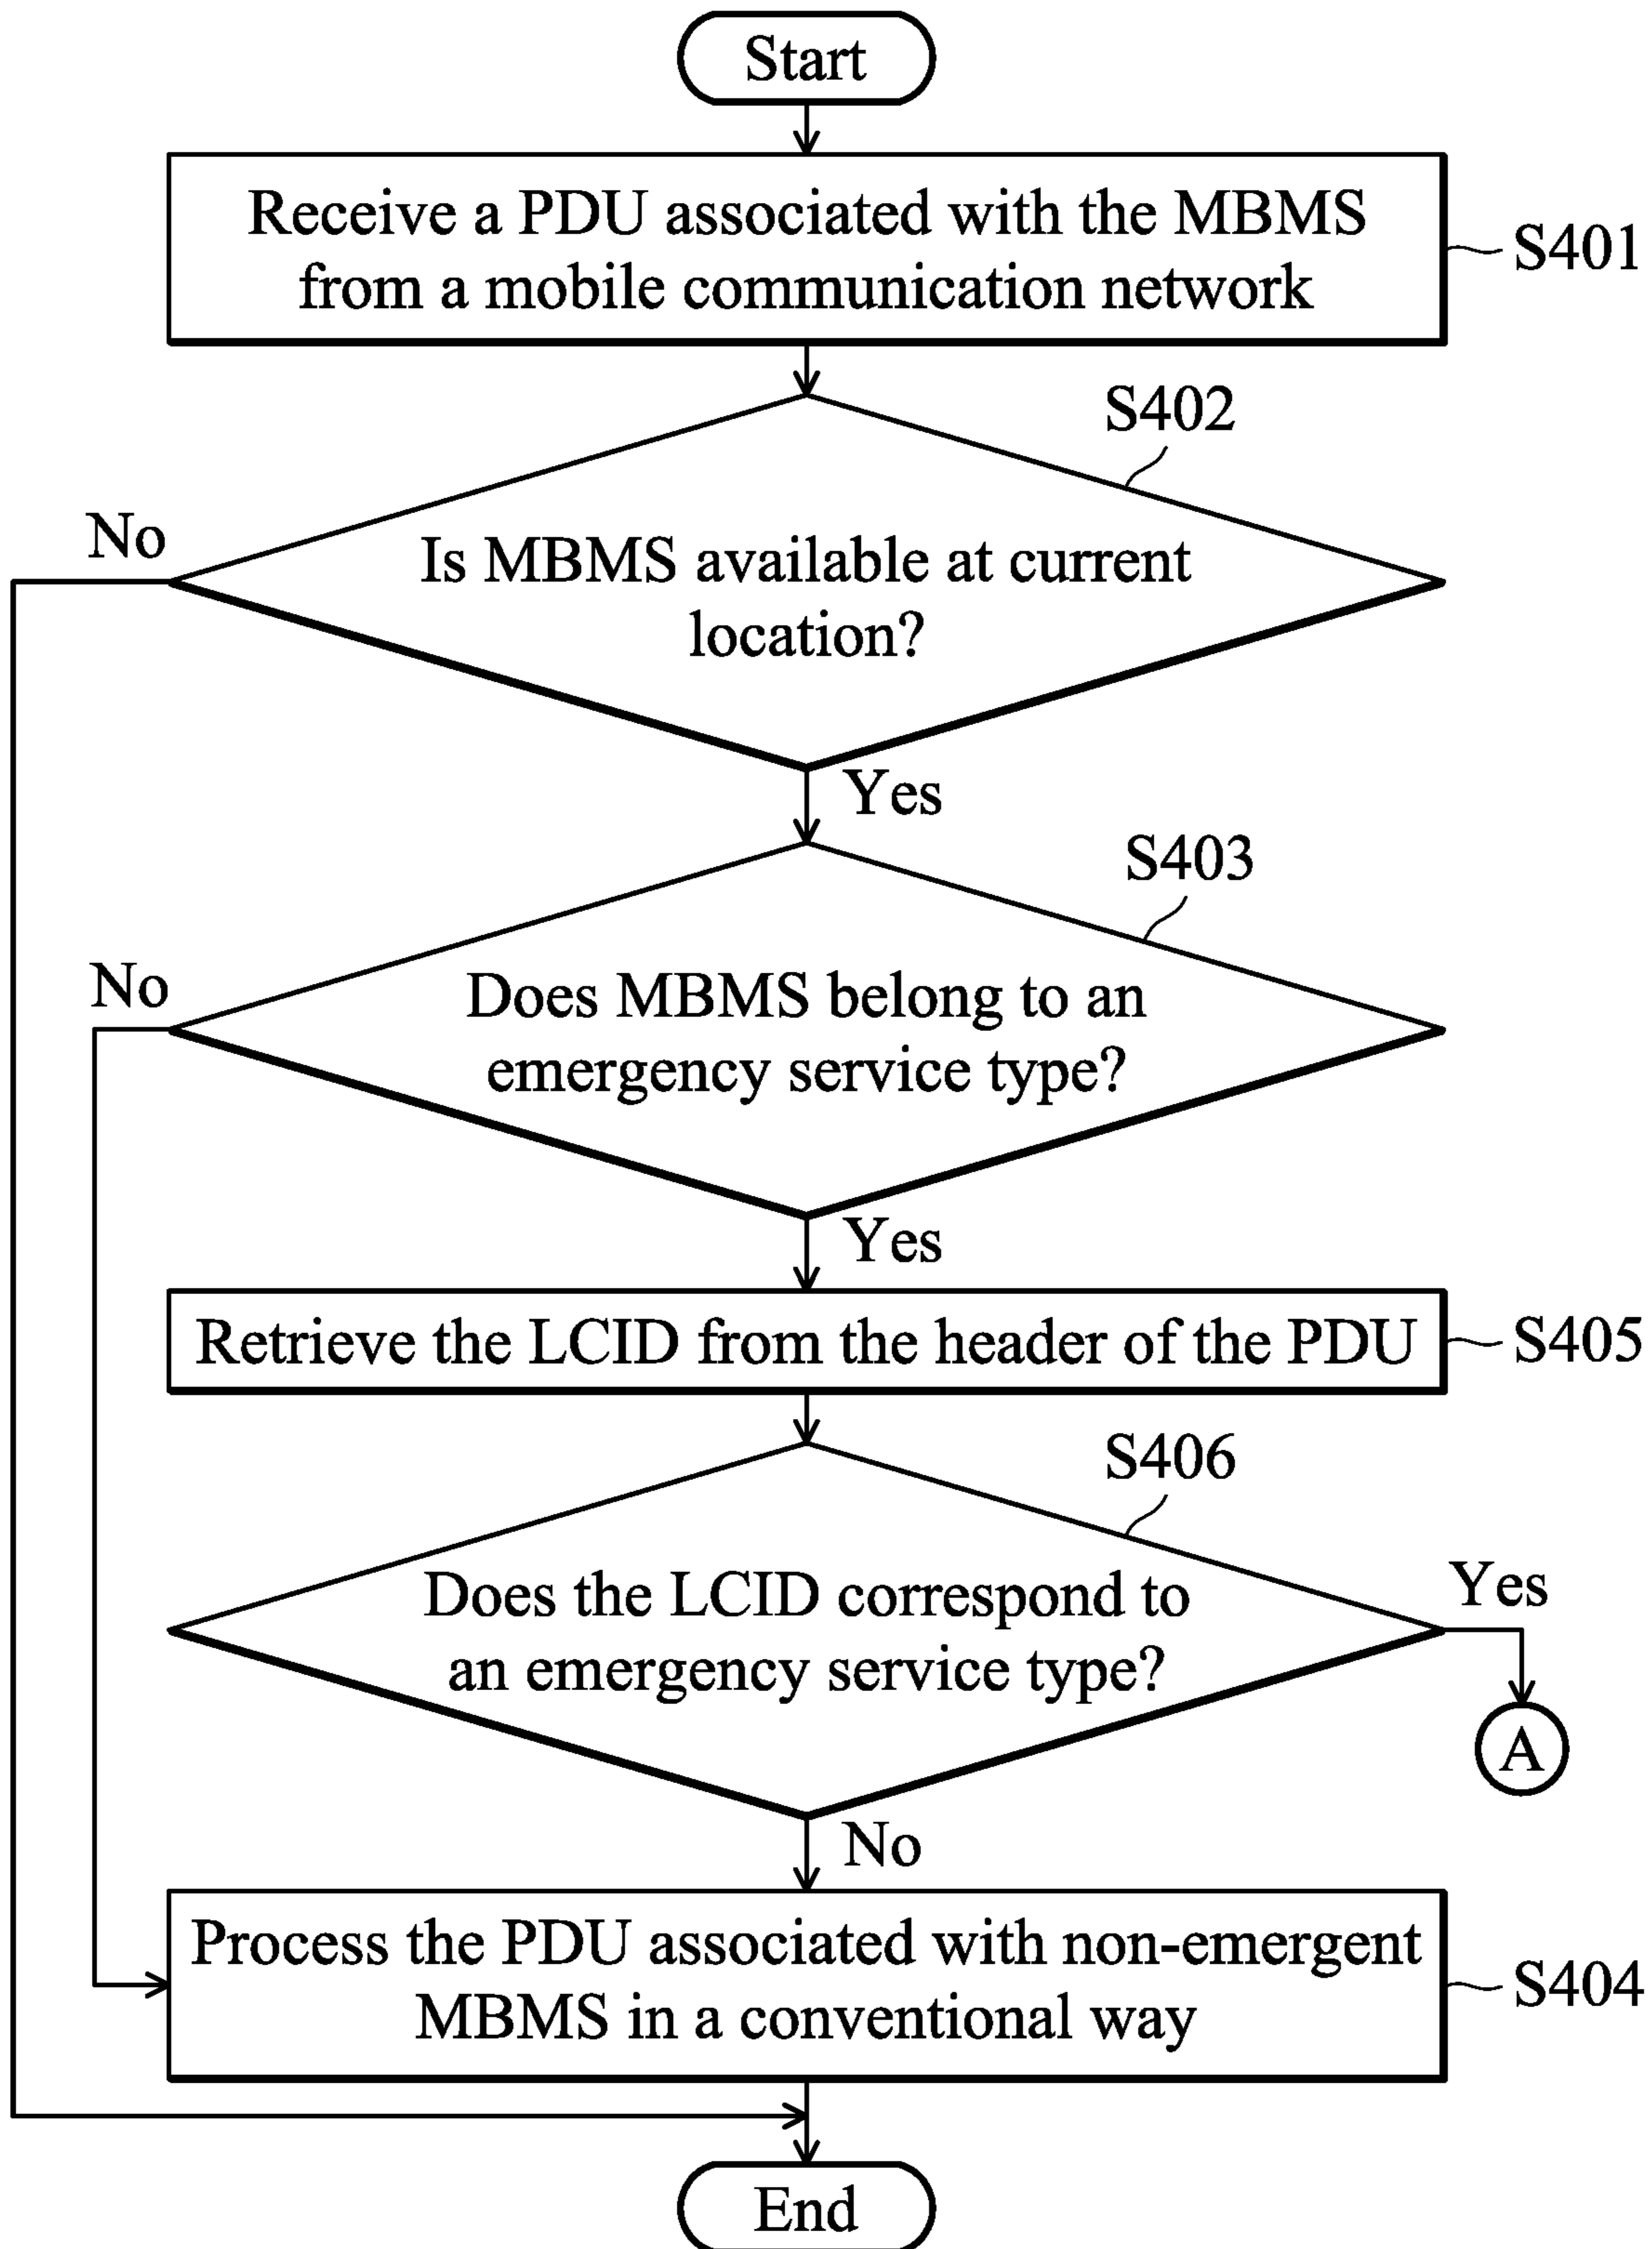 Start
Receive a PDU associated with the MBMS
from a mobile communication network
S401
S402
No
Is MBMS available at current
location?
Yes
S403
No
Does MBMS belong to an
emergency service type?
Yes
Retrieve the LCID from the header of the PDU
S405
S406
Does the LCID correspond to
an emergency service type?
Yes
A
No
Process the PDU associated with non-emergent
MBMS in a conventional way
S404
End